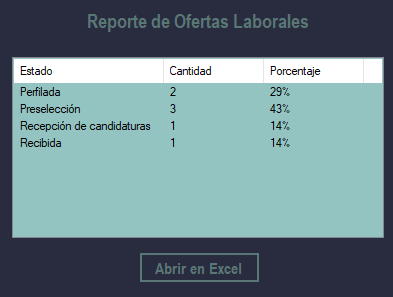 Reporte de Ofertas Laborales
Estado Cantidad Porcentaje
Perfilada 2 29%
Preselección 3 43%
Recepción de candidaturas 1 14%
Recibida 1 14%
Abrir en Excel